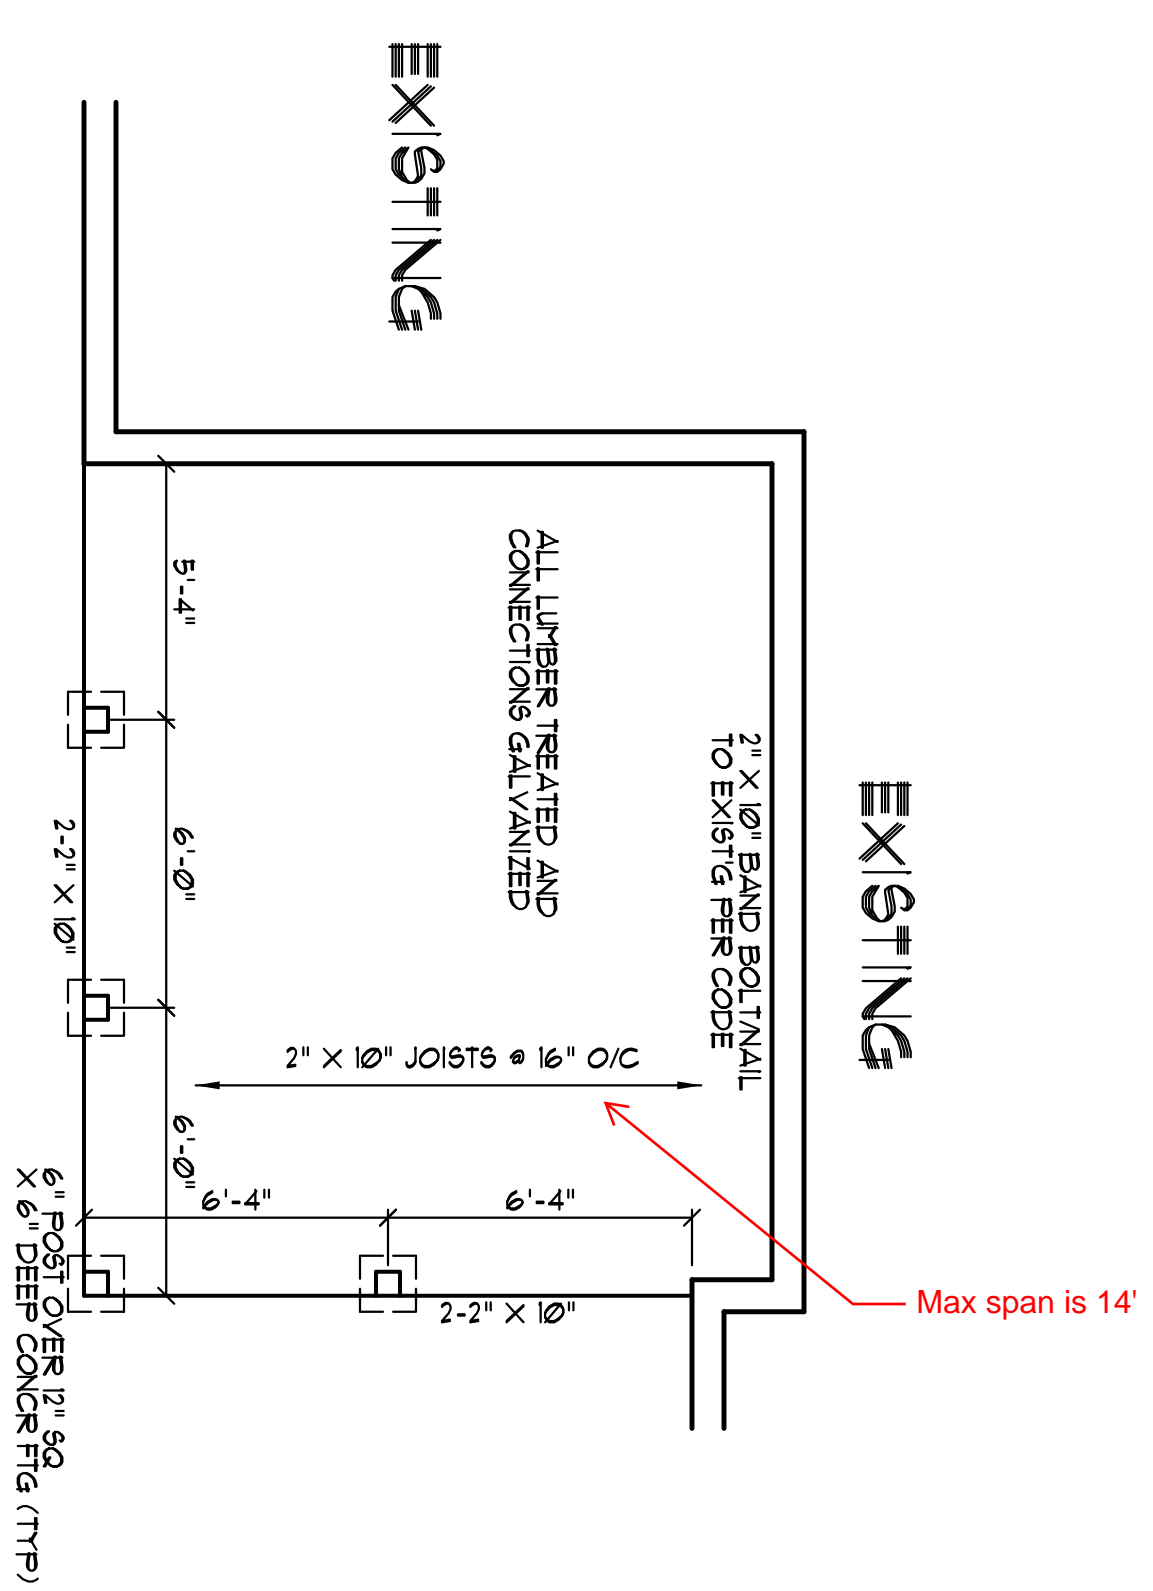 EXISTING
EXISTING
ALL LUMBER TREATED AND
CONNECTIONS GALVANIZED
2" X 10" BAND BOLT/NAIL
TO EXIST'G PER CODE
5'-4"
6'-0"
6'-0"
2-2" X 10"
2" X 10" JOISTS @ 16" O/C
6'-4"
6'-4"
2-2" X 10"
Max span is 14'
6" POST OVER 12" SQ
X 6" DEEP CONCR FTG (TYP)